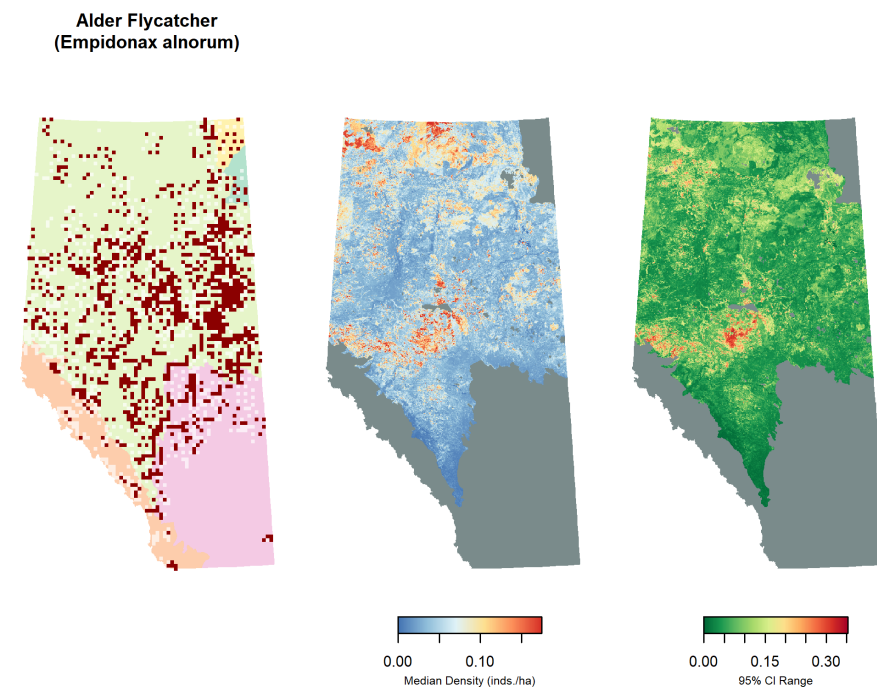 Alder Flycatcher
(Empidonax alnorum)
0.00 0.10
Median Density (inds./ha)
0.00 0.15 0.30
95% CI Range